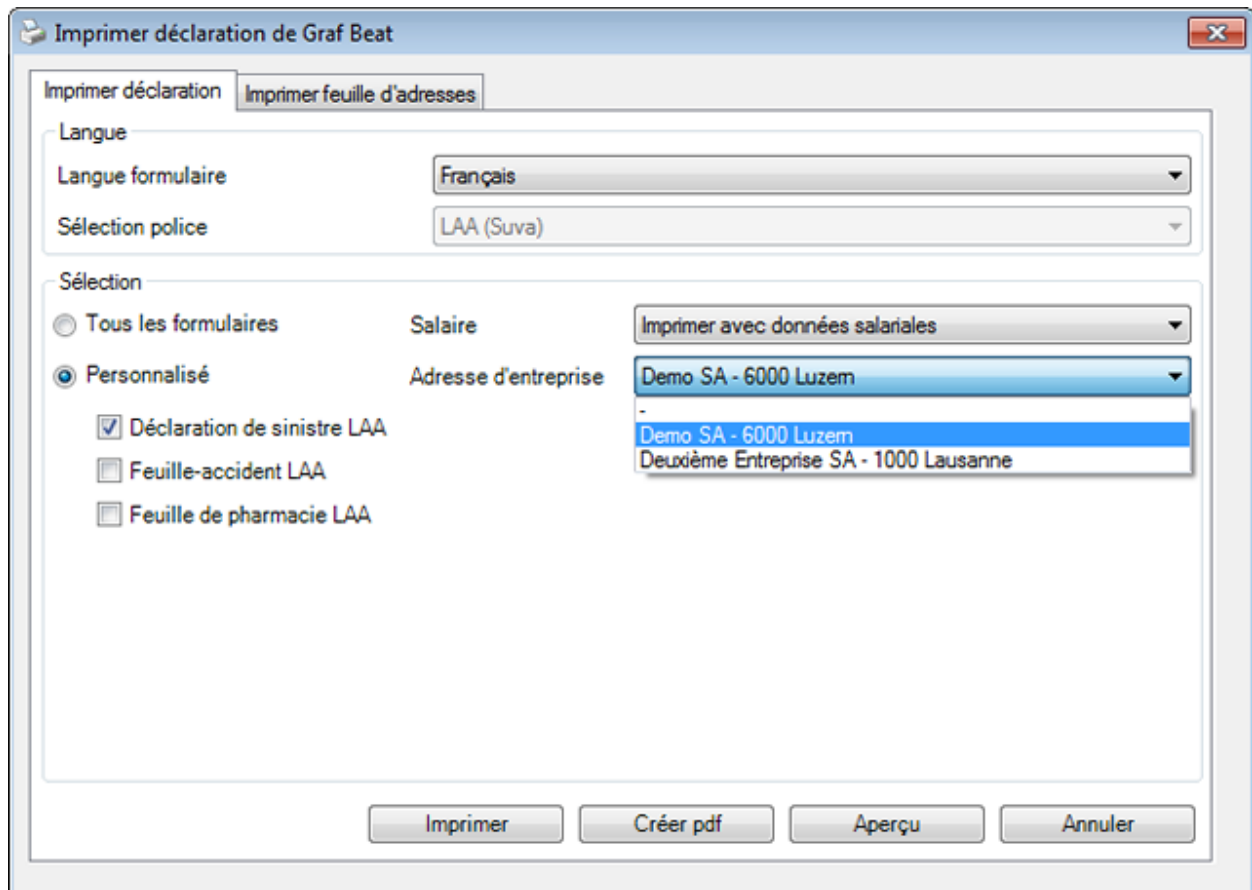 Imprimer déclaration de Graf Beat
Imprimer déclaration Imprimer feuille d'adresses
Langue
Langue formulaire Français
Sélection police LAA (Suva)
Sélection
Tous les formulaires Salaire Imprimer avec données salariales
Personnalisé Adresse d'entreprise Demo SA - 6000 Luzern
-
Déclaration de sinistre LAA Demo SA - 6000 Luzern
Deuxième Entreprise SA - 1000 Lausanne
Feuille-accident LAA
Feuille de pharmacie LAA
Imprimer Créer pdf Aperçu Annuler